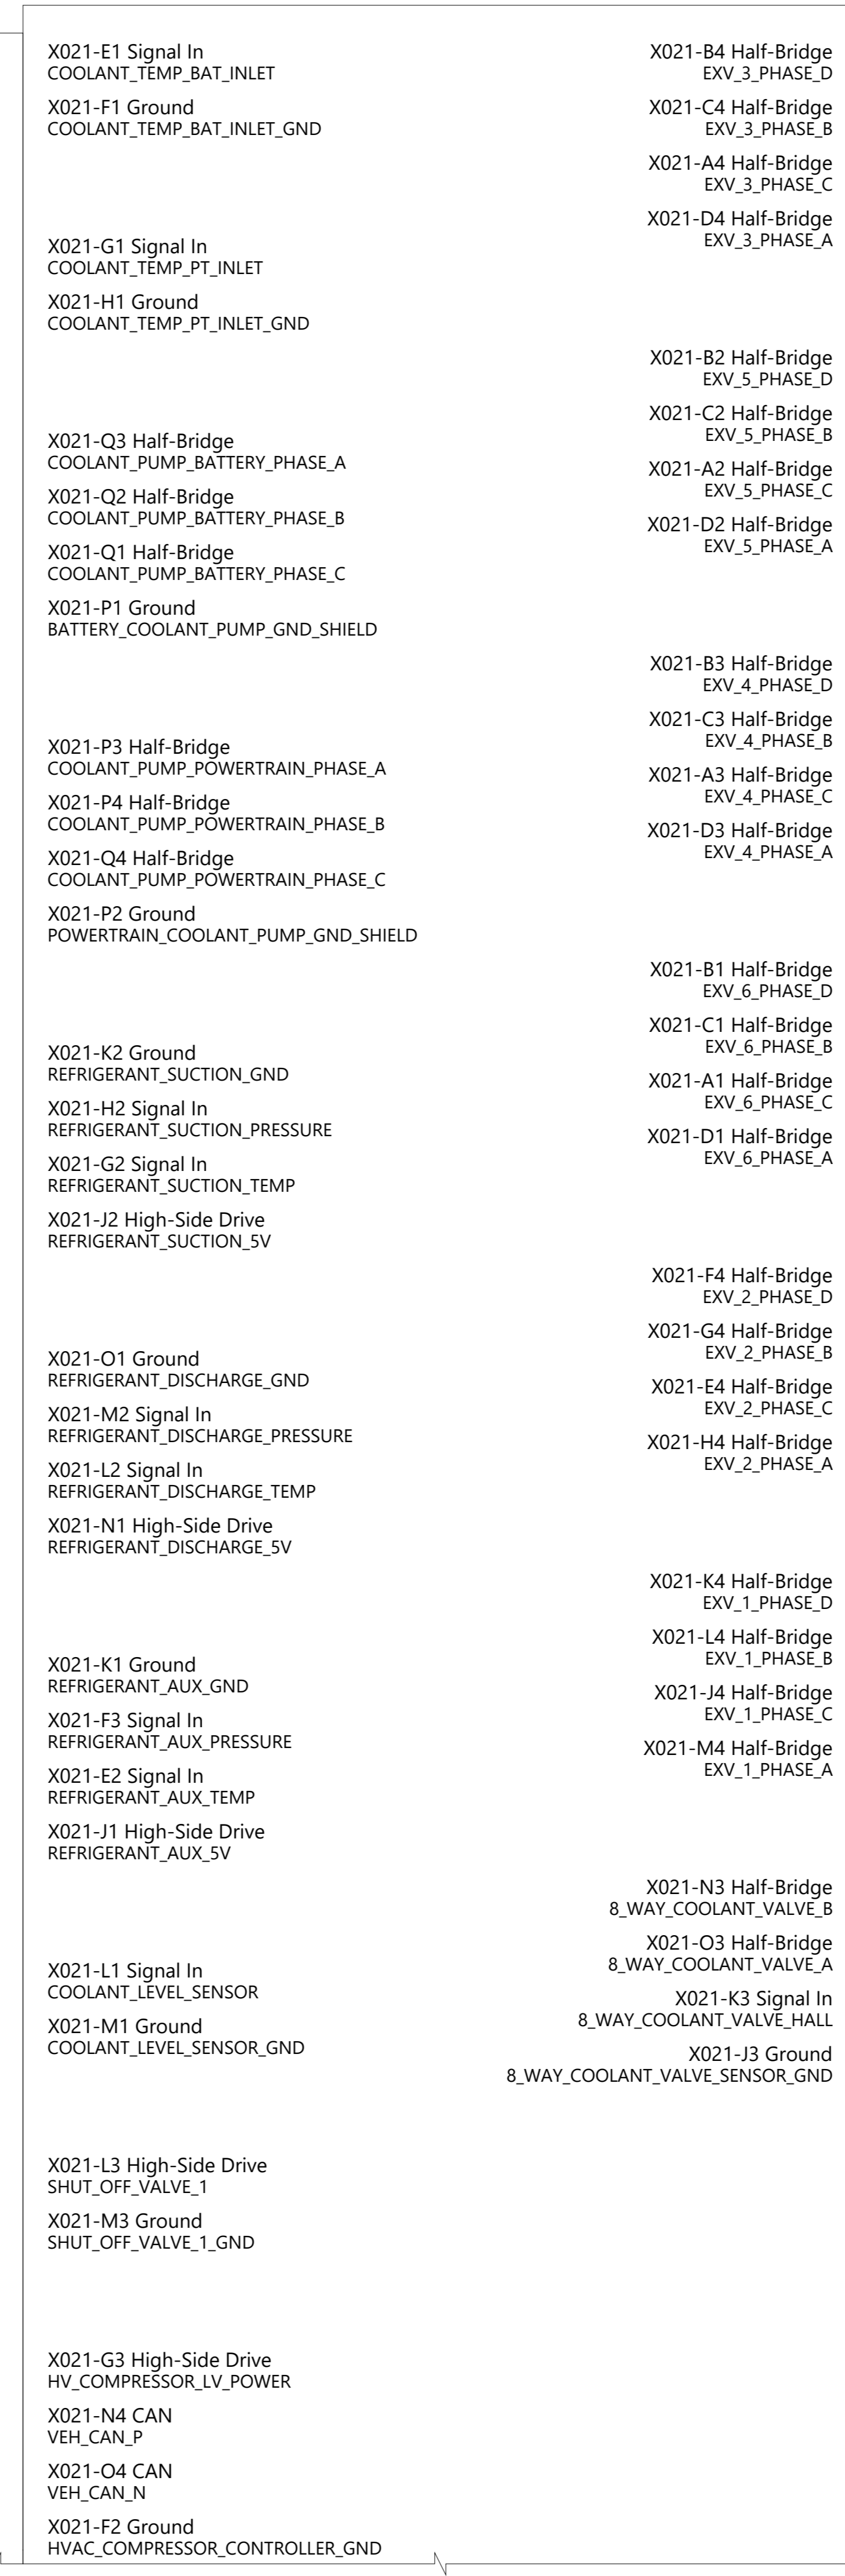 X021-E1 Signal In
COOLANT_TEMP_BAT_INLET
X021-F1 Ground
COOLANT_TEMP_BAT_INLET_GND
X021-G1 Signal In
COOLANT_TEMP_PT_INLET
X021-H1 Ground
COOLANT_TEMP_PT_INLET_GND
X021-Q3 Half-Bridge
COOLANT_PUMP_BATTERY_PHASE_A
X021-Q2 Half-Bridge
COOLANT_PUMP_BATTERY_PHASE_B
X021-Q1 Half-Bridge
COOLANT_PUMP_BATTERY_PHASE_C
X021-P1 Ground
BATTERY_COOLANT_PUMP_GND_SHIELD
X021-P3 Half-Bridge
COOLANT_PUMP_POWERTRAIN_PHASE_A
X021-P4 Half-Bridge
COOLANT_PUMP_POWERTRAIN_PHASE_B
X021-Q4 Half-Bridge
COOLANT_PUMP_POWERTRAIN_PHASE_C
X021-P2 Ground
POWERTRAIN_COOLANT_PUMP_GND_SHIELD
X021-K2 Ground
REFRIGERANT_SUCTION_GND
X021-H2 Signal In
REFRIGERANT_SUCTION_PRESSURE
X021-G2 Signal In
REFRIGERANT_SUCTION_TEMP
X021-J2 High-Side Drive
REFRIGERANT_SUCTION_5V
X021-O1 Ground
REFRIGERANT_DISCHARGE_GND
X021-M2 Signal In
REFRIGERANT_DISCHARGE_PRESSURE
X021-L2 Signal In
REFRIGERANT_DISCHARGE_TEMP
X021-N1 High-Side Drive
REFRIGERANT_DISCHARGE_5V
X021-K1 Ground
REFRIGERANT_AUX_GND
X021-F3 Signal In
REFRIGERANT_AUX_PRESSURE
X021-E2 Signal In
REFRIGERANT_AUX_TEMP
X021-J1 High-Side Drive
REFRIGERANT_AUX_5V
X021-L1 Signal In
COOLANT_LEVEL_SENSOR
X021-M1 Ground
COOLANT_LEVEL_SENSOR_GND
X021-L3 High-Side Drive
SHUT_OFF_VALVE_1
X021-M3 Ground
SHUT_OFF_VALVE_1_GND
X021-G3 High-Side Drive
HV_COMPRESSOR_LV_POWER
X021-N4 CAN
VEH_CAN_P
X021-O4 CAN
VEH_CAN_N
X021-F2 Ground
HVAC_COMPRESSOR_CONTROLLER_GND
X021-B4 Half-Bridge
EXV_3_PHASE_D
X021-C4 Half-Bridge
EXV_3_PHASE_B
X021-A4 Half-Bridge
EXV_3_PHASE_C
X021-D4 Half-Bridge
EXV_3_PHASE_A
X021-B2 Half-Bridge
EXV_5_PHASE_D
X021-C2 Half-Bridge
EXV_5_PHASE_B
X021-A2 Half-Bridge
EXV_5_PHASE_C
X021-D2 Half-Bridge
EXV_5_PHASE_A
X021-B3 Half-Bridge
EXV_4_PHASE_D
X021-C3 Half-Bridge
EXV_4_PHASE_B
X021-A3 Half-Bridge
EXV_4_PHASE_C
X021-D3 Half-Bridge
EXV_4_PHASE_A
X021-B1 Half-Bridge
EXV_6_PHASE_D
X021-C1 Half-Bridge
EXV_6_PHASE_B
X021-A1 Half-Bridge
EXV_6_PHASE_C
X021-D1 Half-Bridge
EXV_6_PHASE_A
X021-F4 Half-Bridge
EXV_2_PHASE_D
X021-G4 Half-Bridge
EXV_2_PHASE_B
X021-E4 Half-Bridge
EXV_2_PHASE_C
X021-H4 Half-Bridge
EXV_2_PHASE_A
X021-K4 Half-Bridge
EXV_1_PHASE_D
X021-L4 Half-Bridge
EXV_1_PHASE_B
X021-J4 Half-Bridge
EXV_1_PHASE_C
X021-M4 Half-Bridge
EXV_1_PHASE_A
X021-N3 Half-Bridge
8_WAY_COOLANT_VALVE_B
X021-O3 Half-Bridge
8_WAY_COOLANT_VALVE_A
X021-K3 Signal In
8_WAY_COOLANT_VALVE_HALL
X021-J3 Ground
8_WAY_COOLANT_VALVE_SENSOR_GND